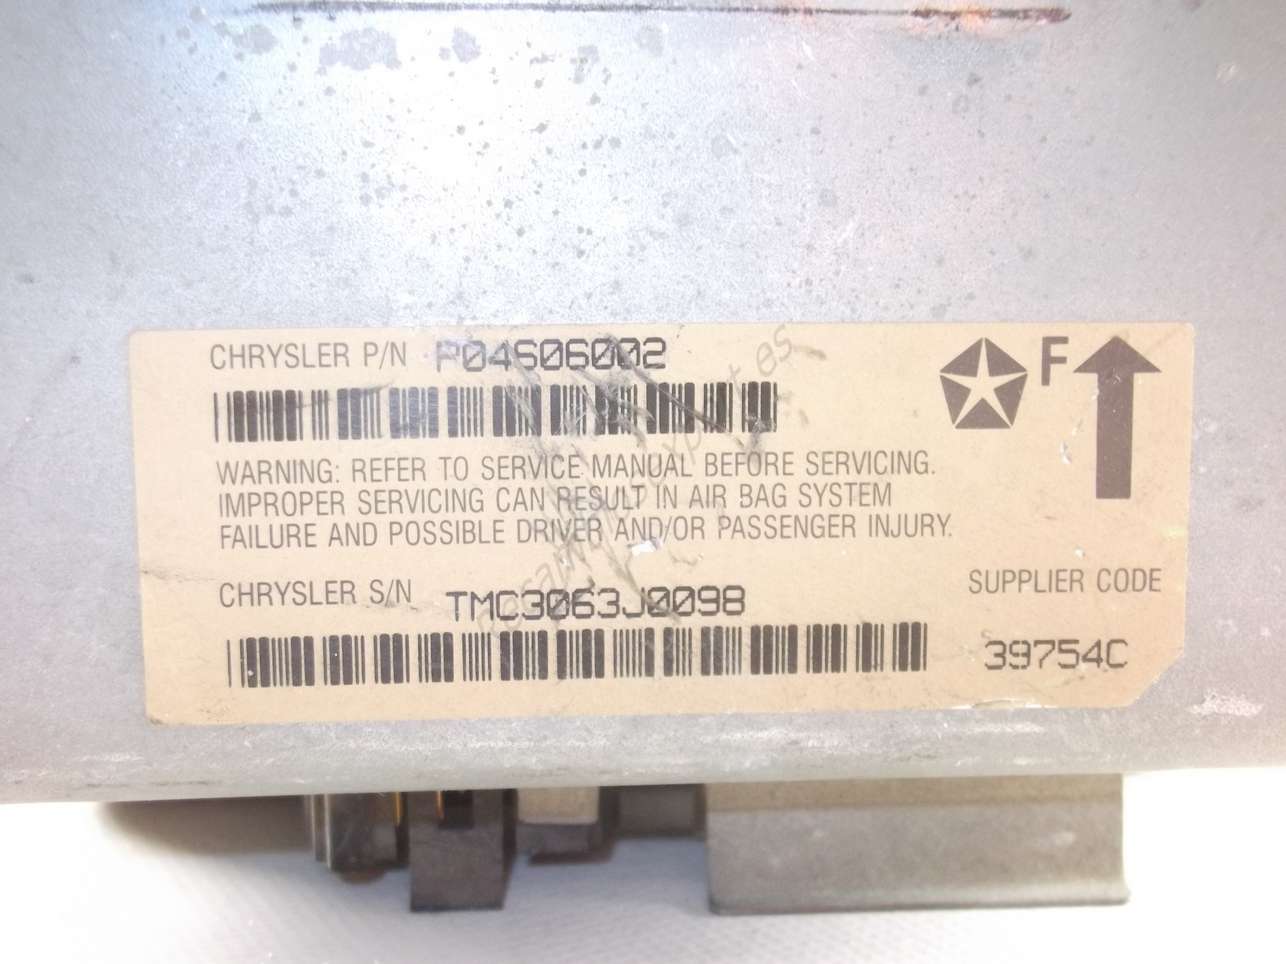 CHRYSLER P/N P04606002
F
WARNING: REFER TO SERVICE MANUAL BEFORE SERVICING.
IMPROPER SERVICING CAN RESULT IN AIR BAG SYSTEM
FAILURE AND POSSIBLE DRIVER AND/OR PASSENGER INJURY.
CHRYSLER S/N TMC3063J0098
SUPPLIER CODE
39754C